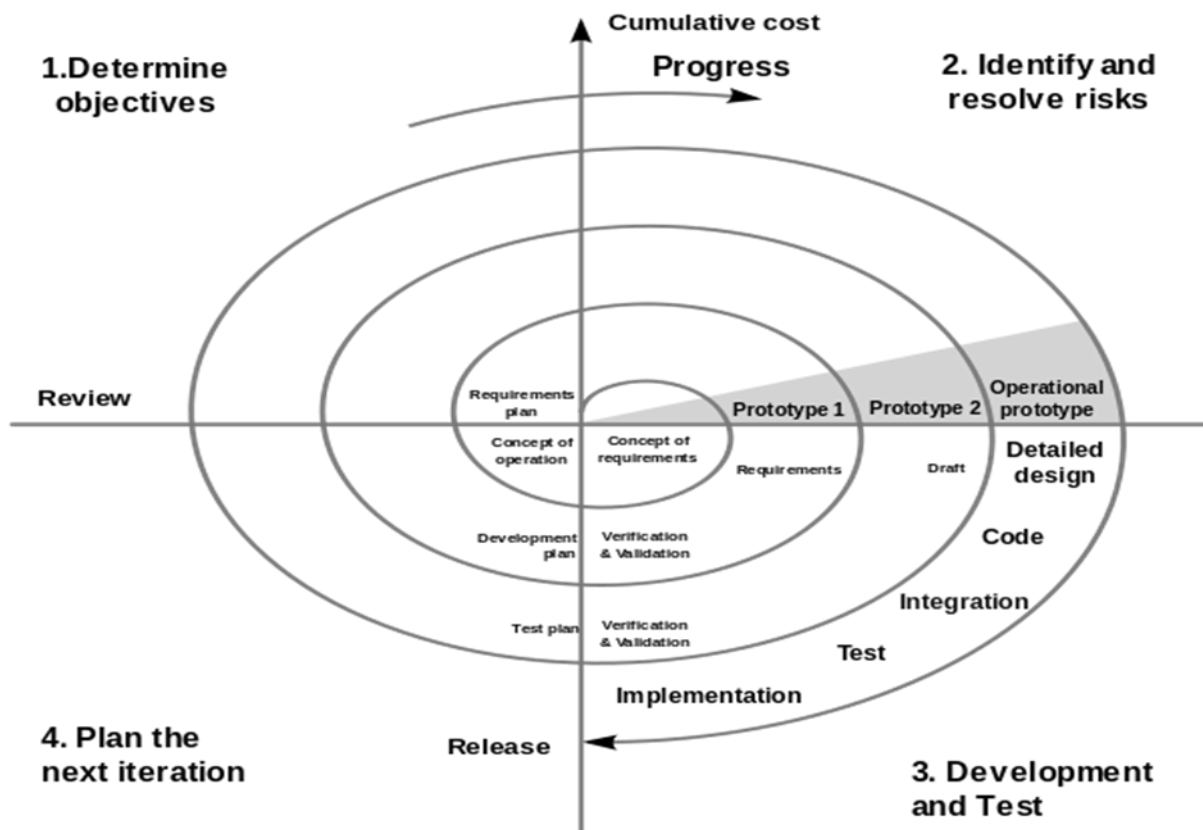 Cumulative cost
Progress
1.Determine
objectives
2. Identify and
resolve risks
Review
Requirements
plan
Prototype 1
Prototype 2
Operational
prototype
Concept of
operation
Concept of
requirements
Requirements
Draft
Detailed
design
Development
plan
Verification
& Validation
Code
Test plan
Verification
& Validation
Integration
Test
Implementation
Release
4. Plan the
next iteration
3. Development
and Test